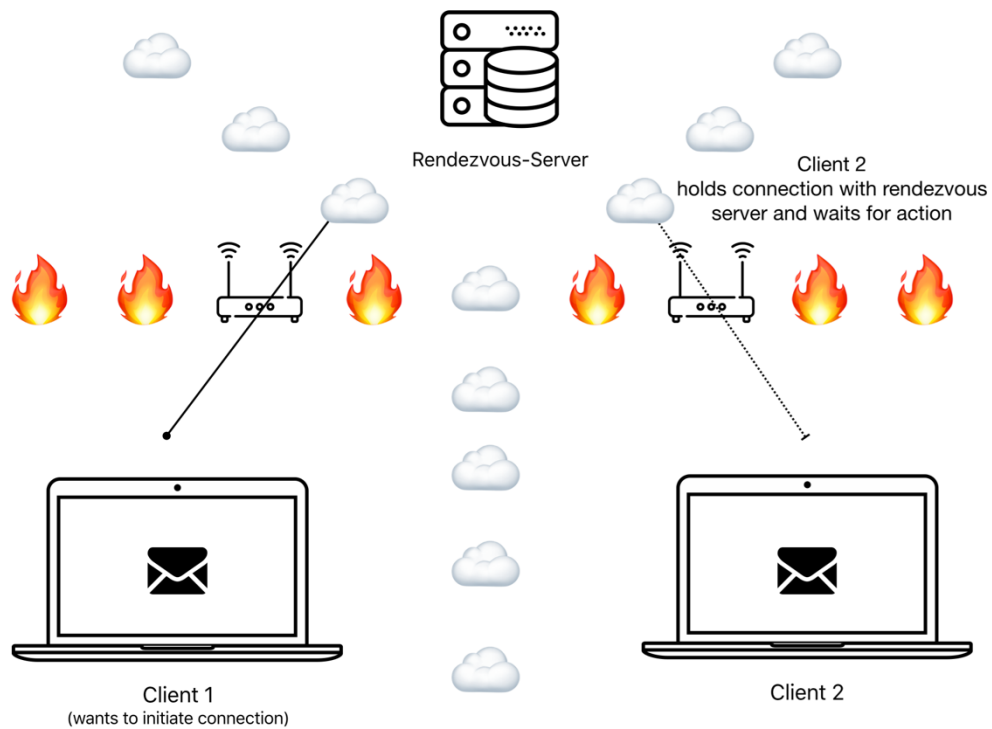 Rendezvous-Server
Client 2
holds connection with rendezvous
server and waits for action
Client 1
(wants to initiate connection)
Client 2